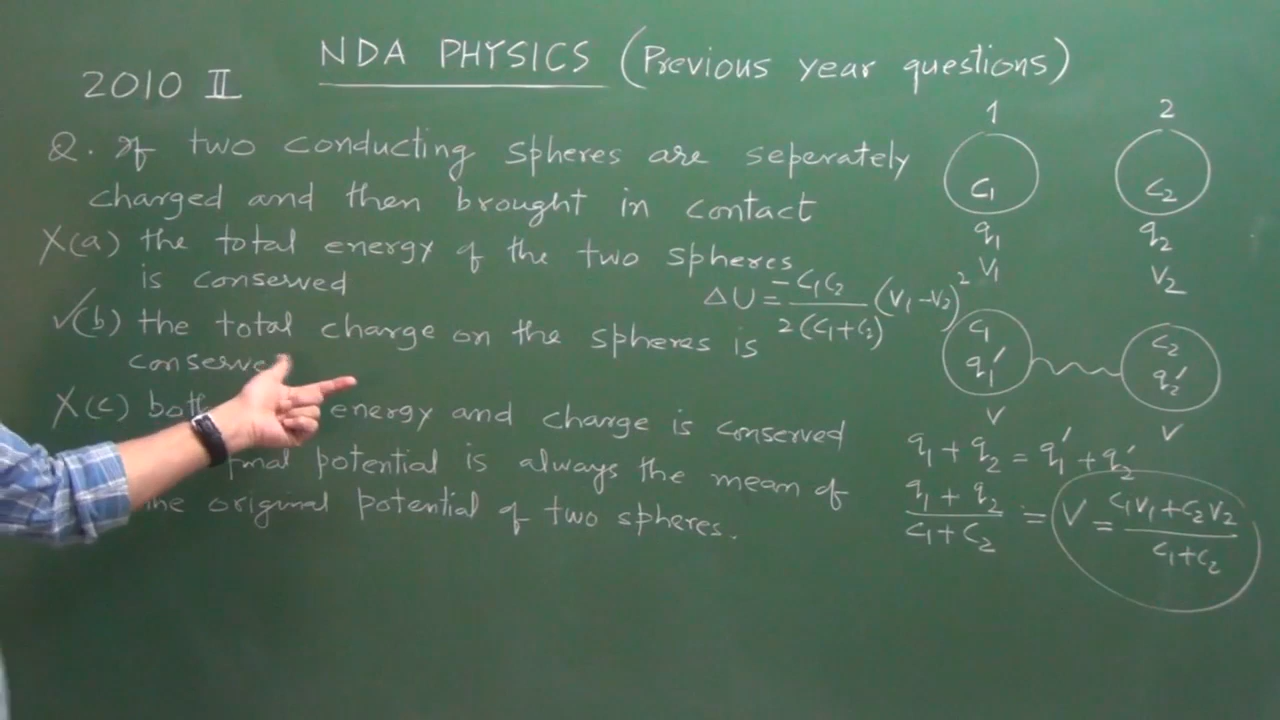 NDA PHYSICS (Previous year questions)
2010 II
Q. If two conducting spheres are seperately
charged and then brought in contact
X(a) the total energy of the two spheres
is conserved
✓(b) the total charge on the spheres is
conserved
X(c) energy and charge is conserved
potential is always the mean of
the original potential of two spheres.
ΔU = -C1C2 / 2(C1+C2) (V1-V2)²
1 2
C1 C2
q1 q2
V1 V2
C1 C2
q1' q2'
V V
q1 + q2 = q1' + q2'
q1 + q2 / C1 + C2 = V = C1V1 + C2V2 / C1 + C2